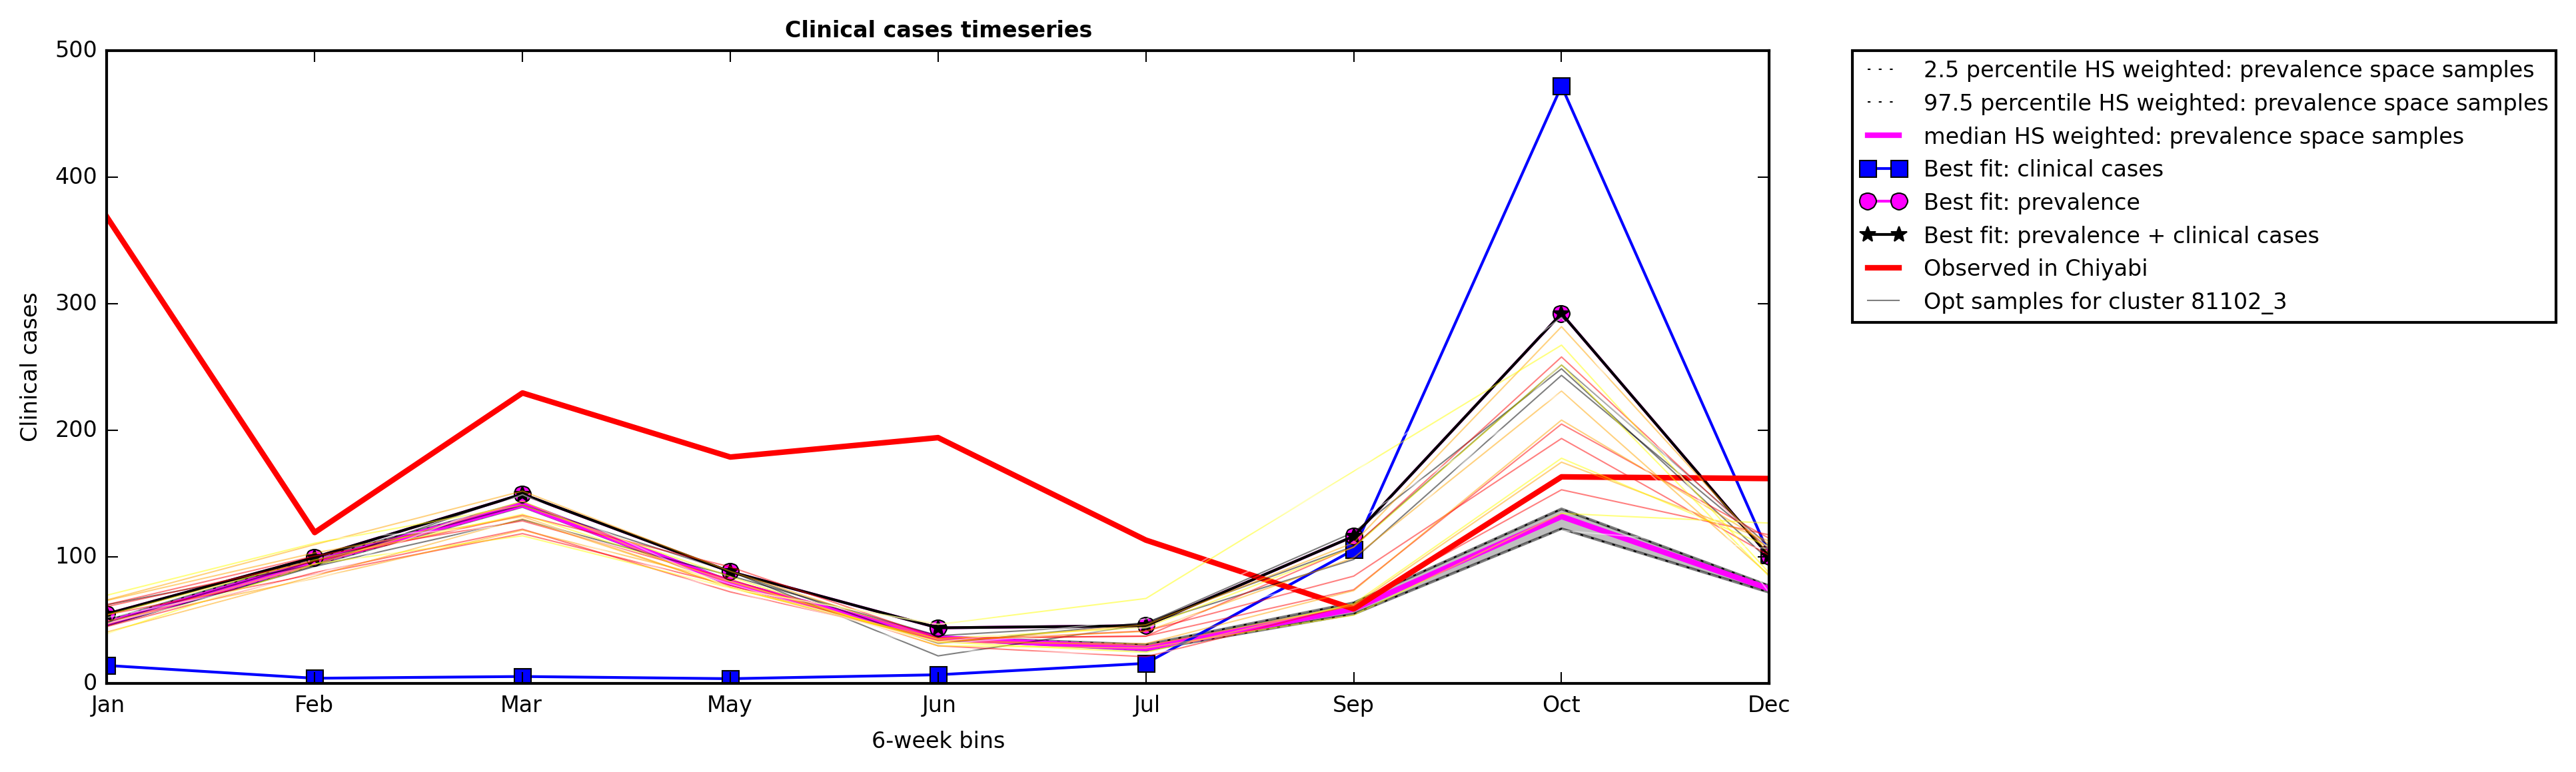 Clinical cases timeseries
500
400
300
200
100
0
Clinical cases
Jan
Feb
Mar
May
Jun
Jul
Sep
Oct
Dec
6-week bins
2.5 percentile HS weighted: prevalence space samples
97.5 percentile HS weighted: prevalence space samples
median HS weighted: prevalence space samples
Best fit: clinical cases
Best fit: prevalence
Best fit: prevalence + clinical cases
Observed in Chiyabi
Opt samples for cluster 81102_3